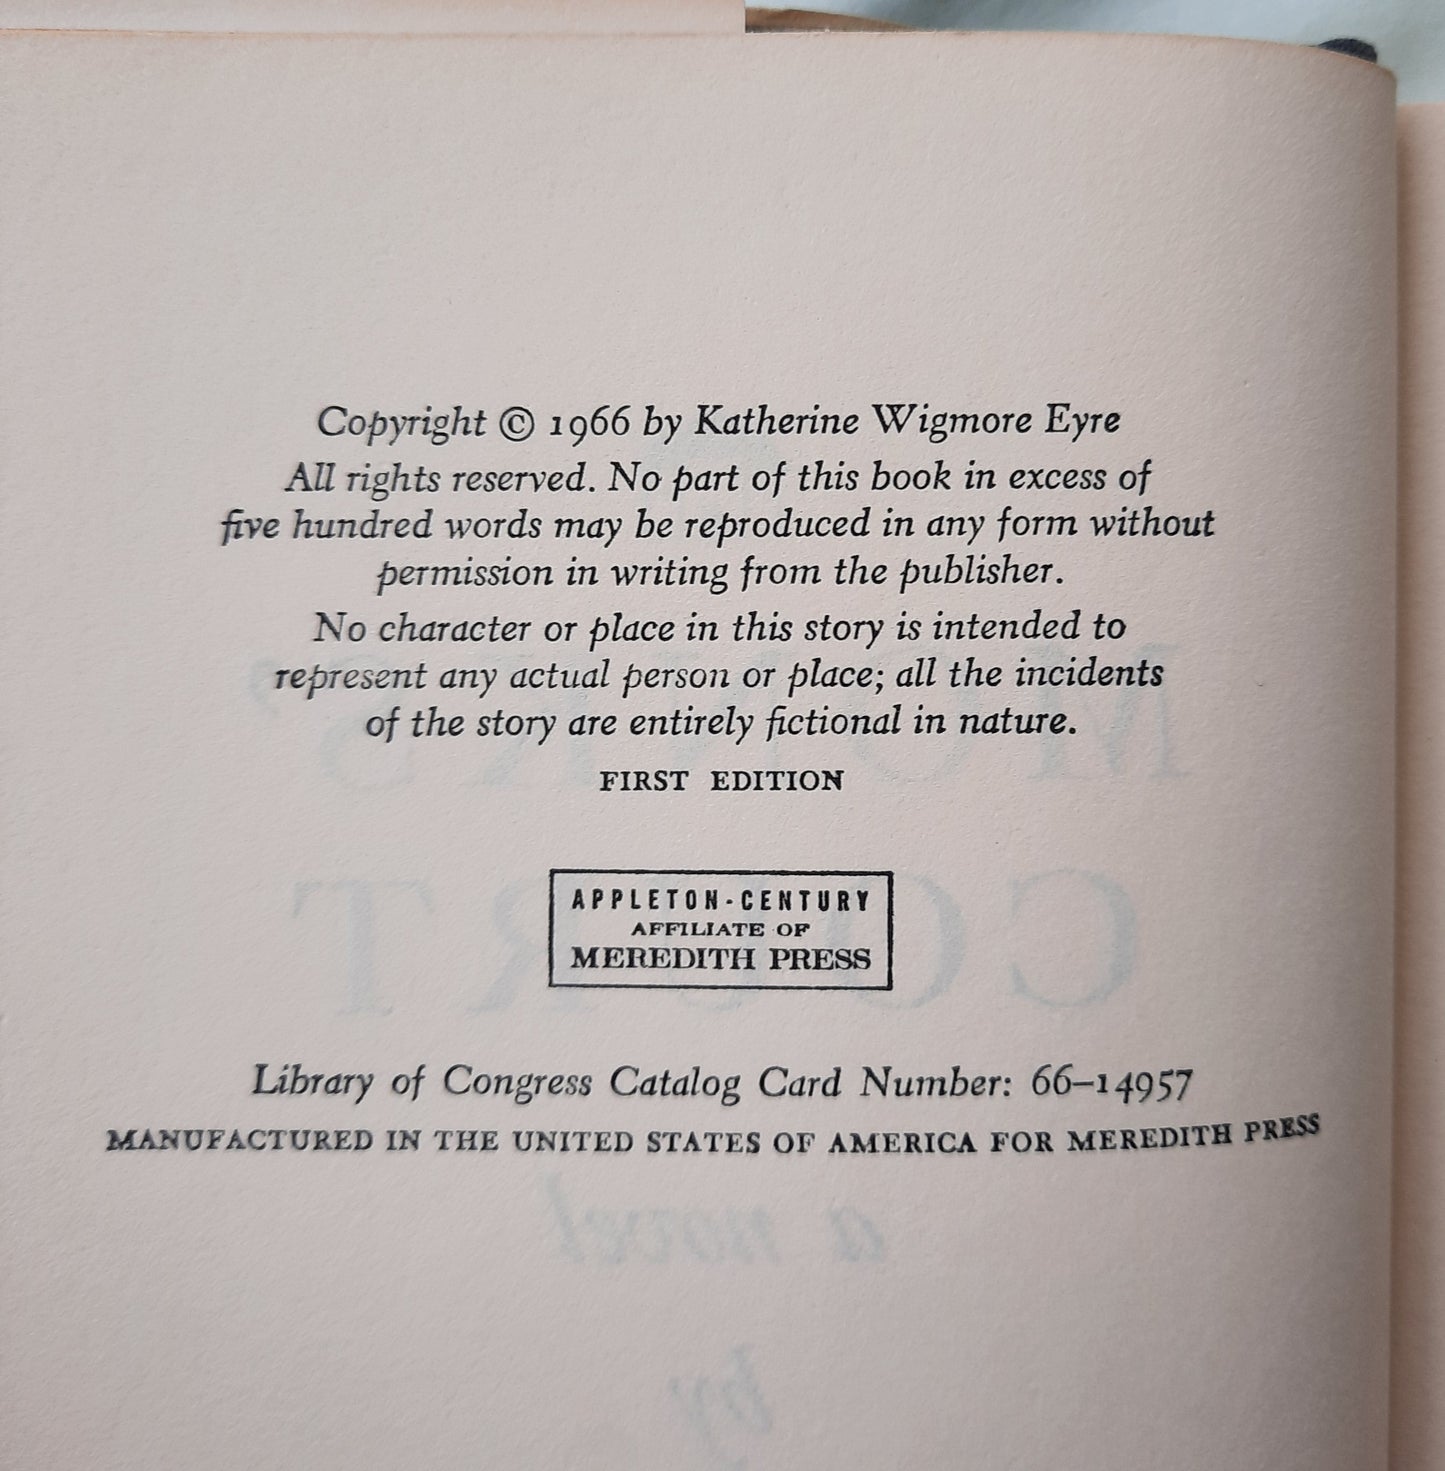 Copyright © 1966 by Katherine Wigmore Eyre
All rights reserved. No part of this book in excess of
five hundred words may be reproduced in any form without
permission in writing from the publisher.
No character or place in this story is intended to
represent any actual person or place; all the incidents
of the story are entirely fictional in nature.
FIRST EDITION
APPLETON-CENTURY
AFFILIATE OF
MEREDITH PRESS
Library of Congress Catalog Card Number: 66–14957
MANUFACTURED IN THE UNITED STATES OF AMERICA FOR MEREDITH PRESS
a novel
by